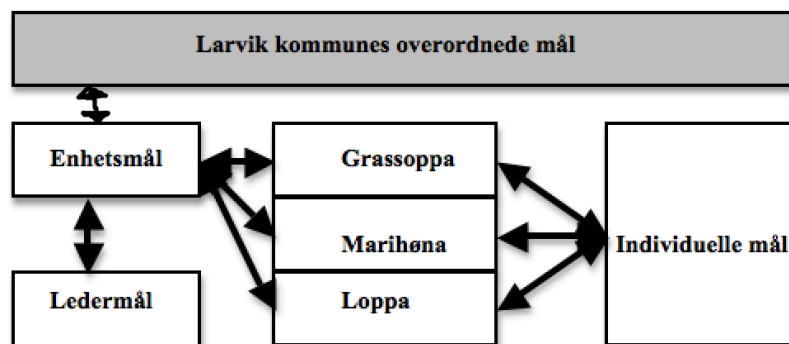 Larvik kommunes overordnede mål
Enhetsmål
Grassoppa
Marihøna
Individuelle mål
Ledermål
Loppa